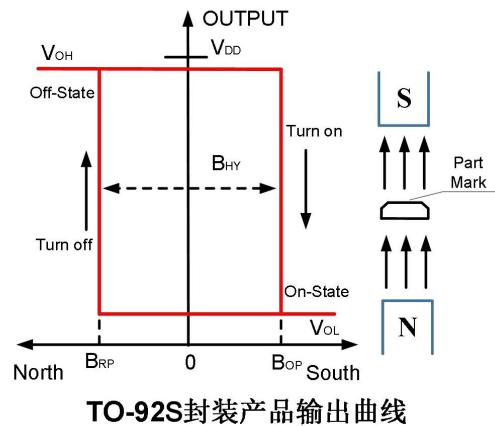 OUTPUT
VOH
VDD
Off-State
Turn on
BHY
Turn off
On-State
VOL
BRP
0
BOP
North
South
S
Part
Mark
N
TO-92S封装产品输出曲线